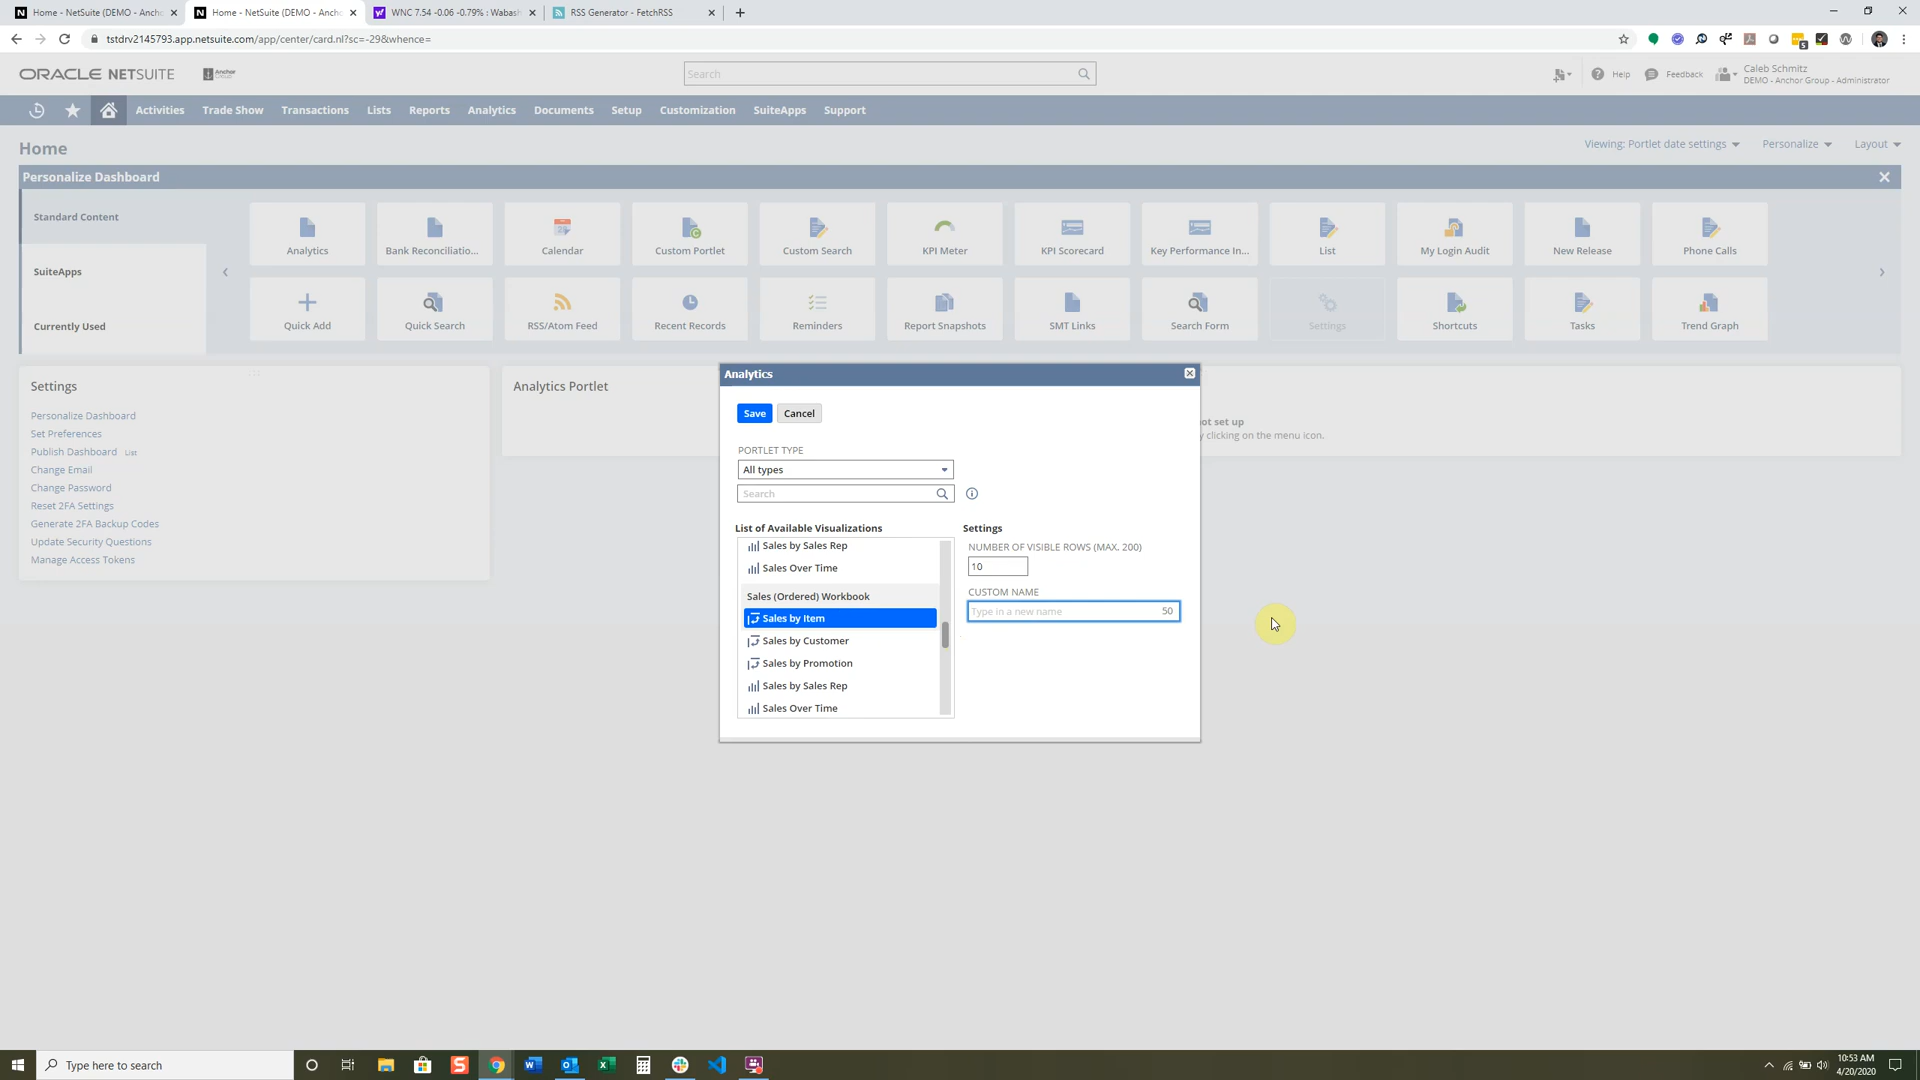 Home - NetSuite (DEMO - Ancho
Home - NetSuite (DEMO - Ancho
WNC 7.54 -0.06 -0.79% : Wabash
RSS Generator - FetchRSS
tstdrv2145793.app.netsuite.com/app/center/card.nl?sc=-29&whence=
ORACLE NETSUITE
Anchor Group
Search
Help
Feedback
Caleb Schmitz
DEMO - Anchor Group - Administrator
Activities
Trade Show
Transactions
Lists
Reports
Analytics
Documents
Setup
Customization
SuiteApps
Support
Home
Viewing: Portlet date settings
Personalize
Layout
Personalize Dashboard
Standard Content
SuiteApps
Currently Used
Analytics
Bank Reconciliatio...
Calendar
Custom Portlet
Custom Search
KPI Meter
KPI Scorecard
Key Performance In...
List
My Login Audit
New Release
Phone Calls
Quick Add
Quick Search
RSS/Atom Feed
Recent Records
Reminders
Report Snapshots
SMT Links
Search Form
Settings
Shortcuts
Tasks
Trend Graph
Settings
Personalize Dashboard
Set Preferences
Publish Dashboard List
Change Email
Change Password
Reset 2FA Settings
Generate 2FA Backup Codes
Update Security Questions
Manage Access Tokens
Analytics Portlet
not set up
clicking on the menu icon.
Analytics
Save
Cancel
PORTLET TYPE
All types
Search
List of Available Visualizations
Sales by Sales Rep
Sales Over Time
Sales (Ordered) Workbook
Sales by Item
Sales by Customer
Sales by Promotion
Sales by Sales Rep
Sales Over Time
Settings
NUMBER OF VISIBLE ROWS (MAX. 200)
10
CUSTOM NAME
Type in a new name 50
Type here to search
10:53 AM
4/20/2020